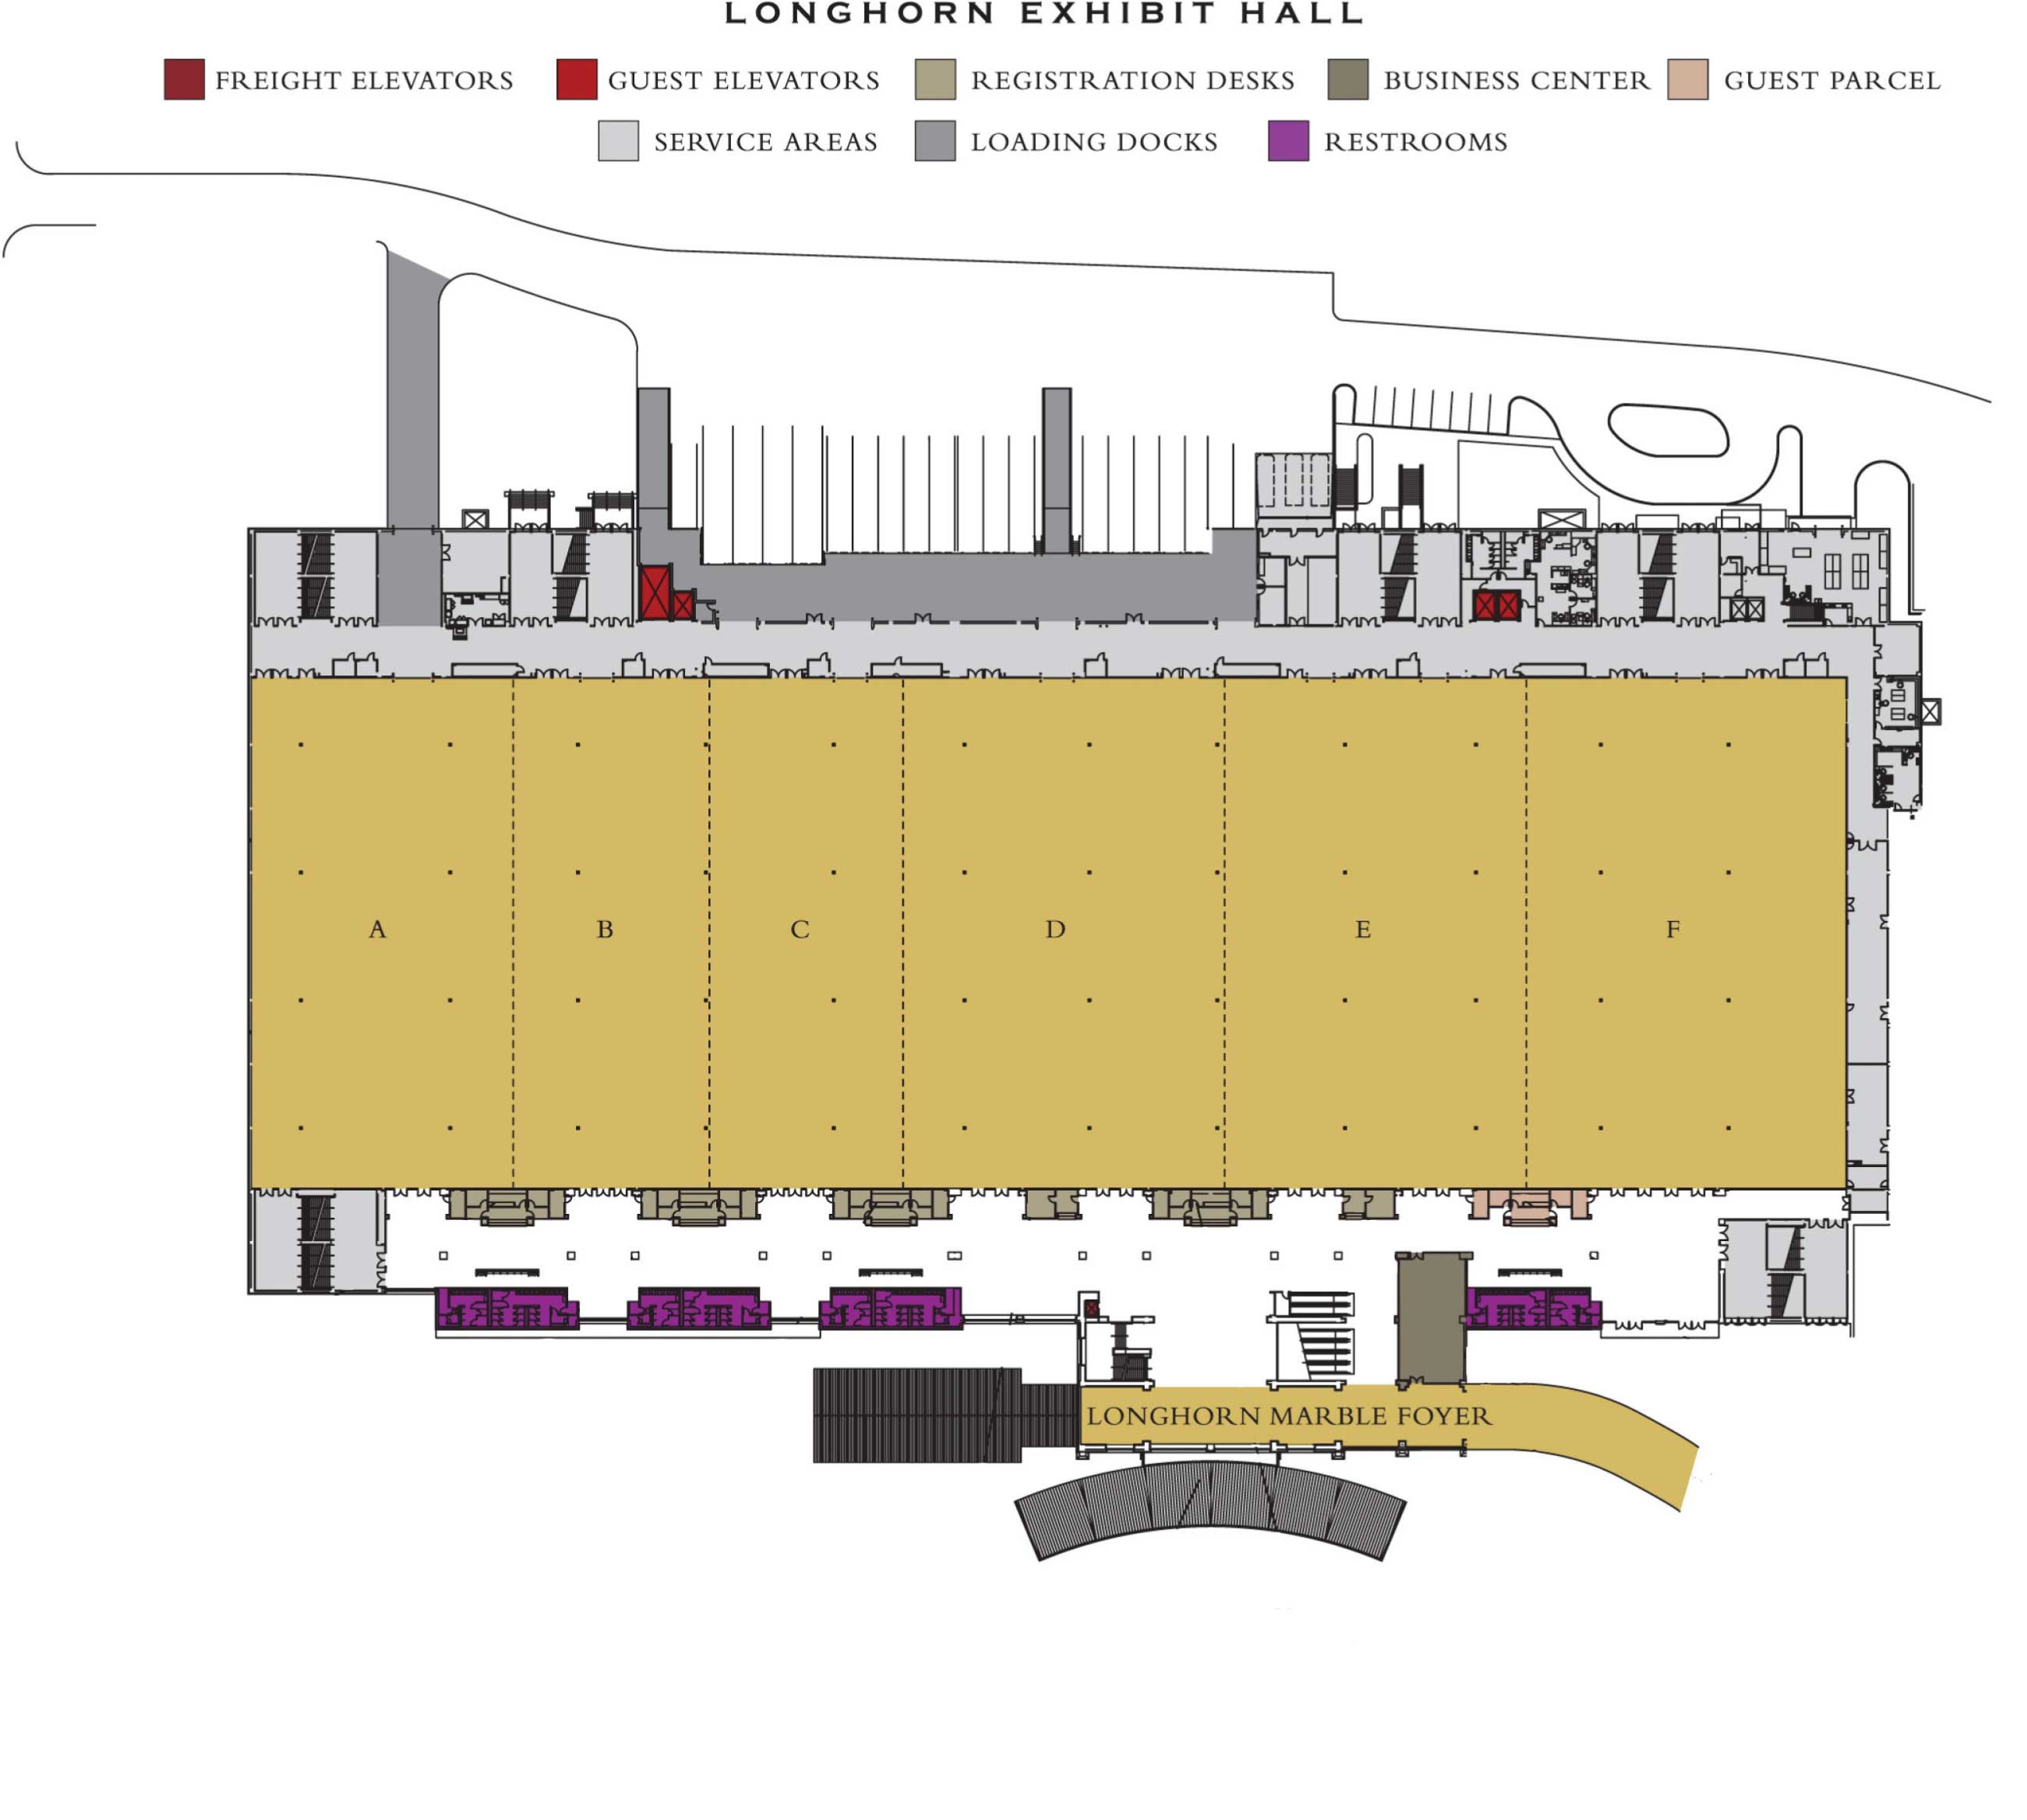 LONGHORN EXHIBIT HALL
FREIGHT ELEVATORS GUEST ELEVATORS REGISTRATION DESKS BUSINESS CENTER GUEST PARCEL
SERVICE AREAS LOADING DOCKS RESTROOMS
A B C D E F
LONGHORN MARBLE FOYER